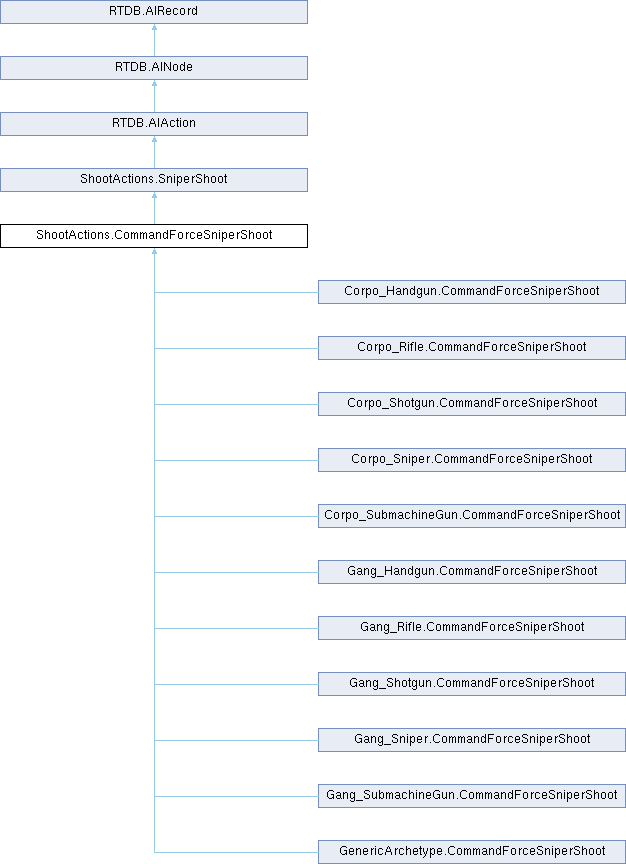 RTDB.AIRecord
RTDB.AINode
RTDB.AIAction
ShootActions.SniperShoot
ShootActions.CommandForceSniperShoot
Corpo_Handgun.CommandForceSniperShoot
Corpo_Rifle.CommandForceSniperShoot
Corpo_Shotgun.CommandForceSniperShoot
Corpo_Sniper.CommandForceSniperShoot
Corpo_SubmachineGun.CommandForceSniperShoot
Gang_Handgun.CommandForceSniperShoot
Gang_Rifle.CommandForceSniperShoot
Gang_Shotgun.CommandForceSniperShoot
Gang_Sniper.CommandForceSniperShoot
Gang_SubmachineGun.CommandForceSniperShoot
GenericArchetype.CommandForceSniperShoot